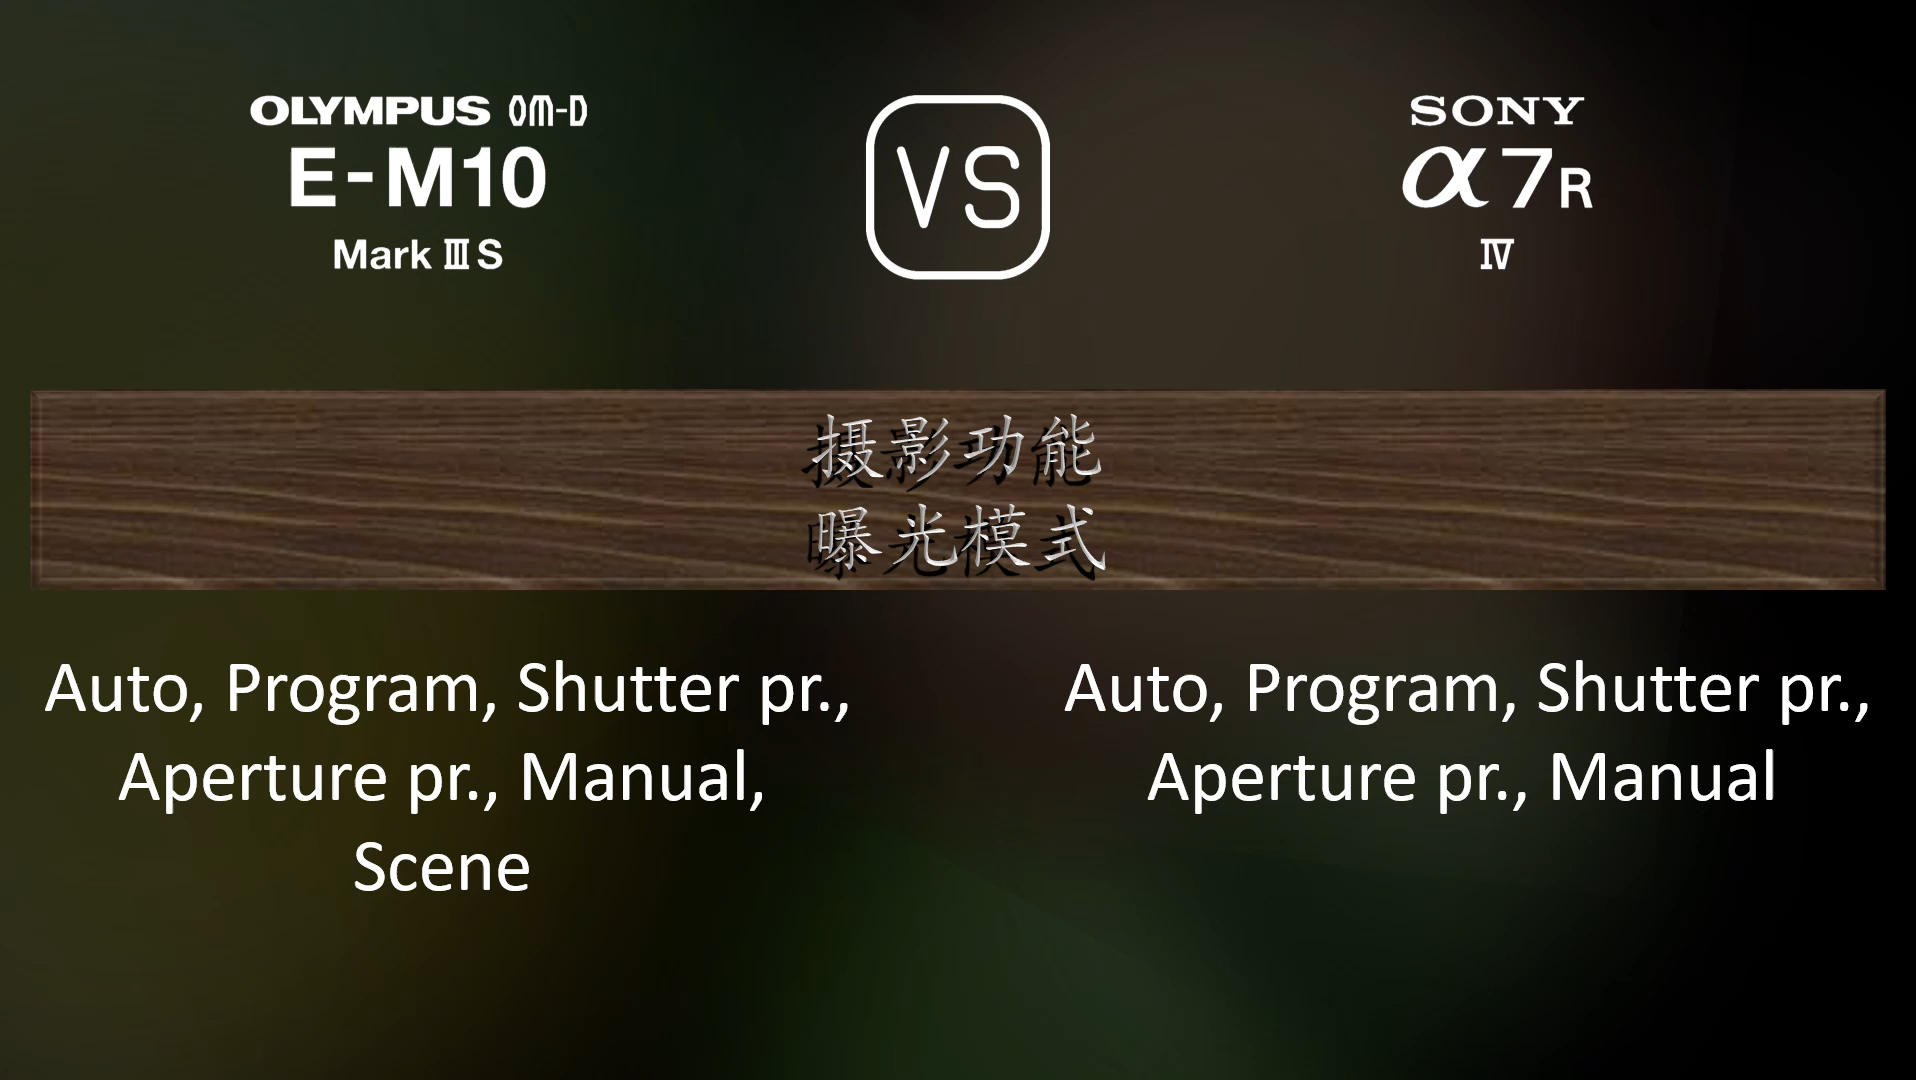 OLYMPUS OM-D
E-M10
Mark III S
VS
SONY
α7R
IV
摄影功能
曝光模式
Auto, Program, Shutter pr.,
Aperture pr., Manual,
Scene
Auto, Program, Shutter pr.,
Aperture pr., Manual